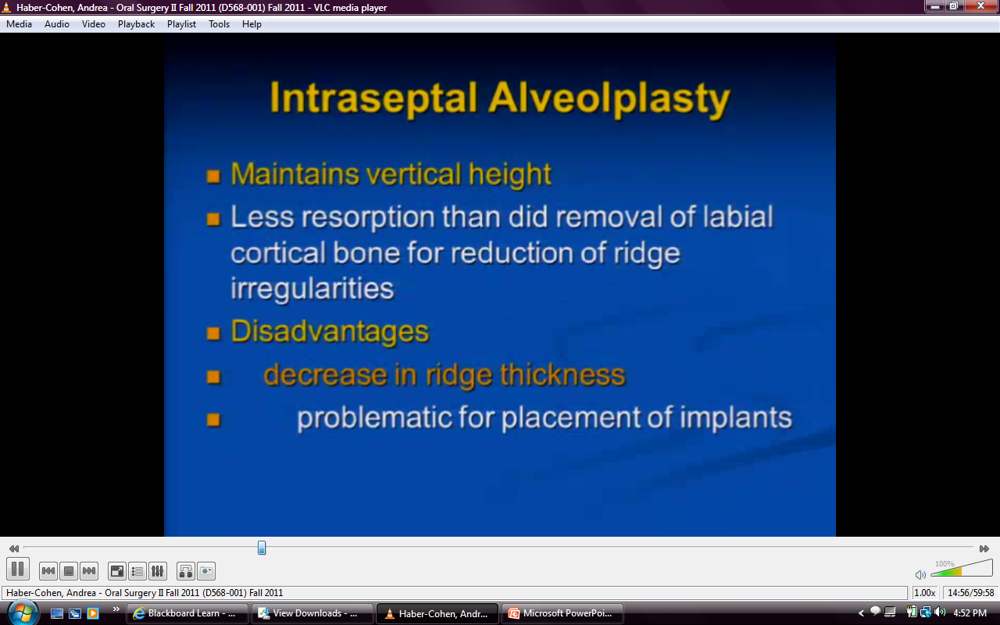 Haber-Cohen, Andrea - Oral Surgery II Fall 2011 (D568-001) Fall 2011 - VLC media player
Media Audio Video Playback Playlist Tools Help
Intraseptal Alveolplasty
Maintains vertical height
Less resorption than did removal of labial
cortical bone for reduction of ridge
irregularities
Disadvantages
decrease in ridge thickness
problematic for placement of implants
100%
Haber-Cohen, Andrea - Oral Surgery II Fall 2011 (D568-001) Fall 2011 1.00x 14:56/59:58
» Blackboard Learn - ... View Downloads - ... Haber-Cohen, Andr... Microsoft PowerPoi... < 4:52 PM